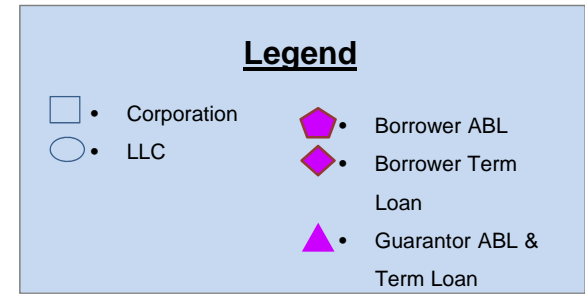 Legend
• Corporation
• LLC
• Borrower ABL
• Borrower Term
Loan
• Guarantor ABL &
Term Loan